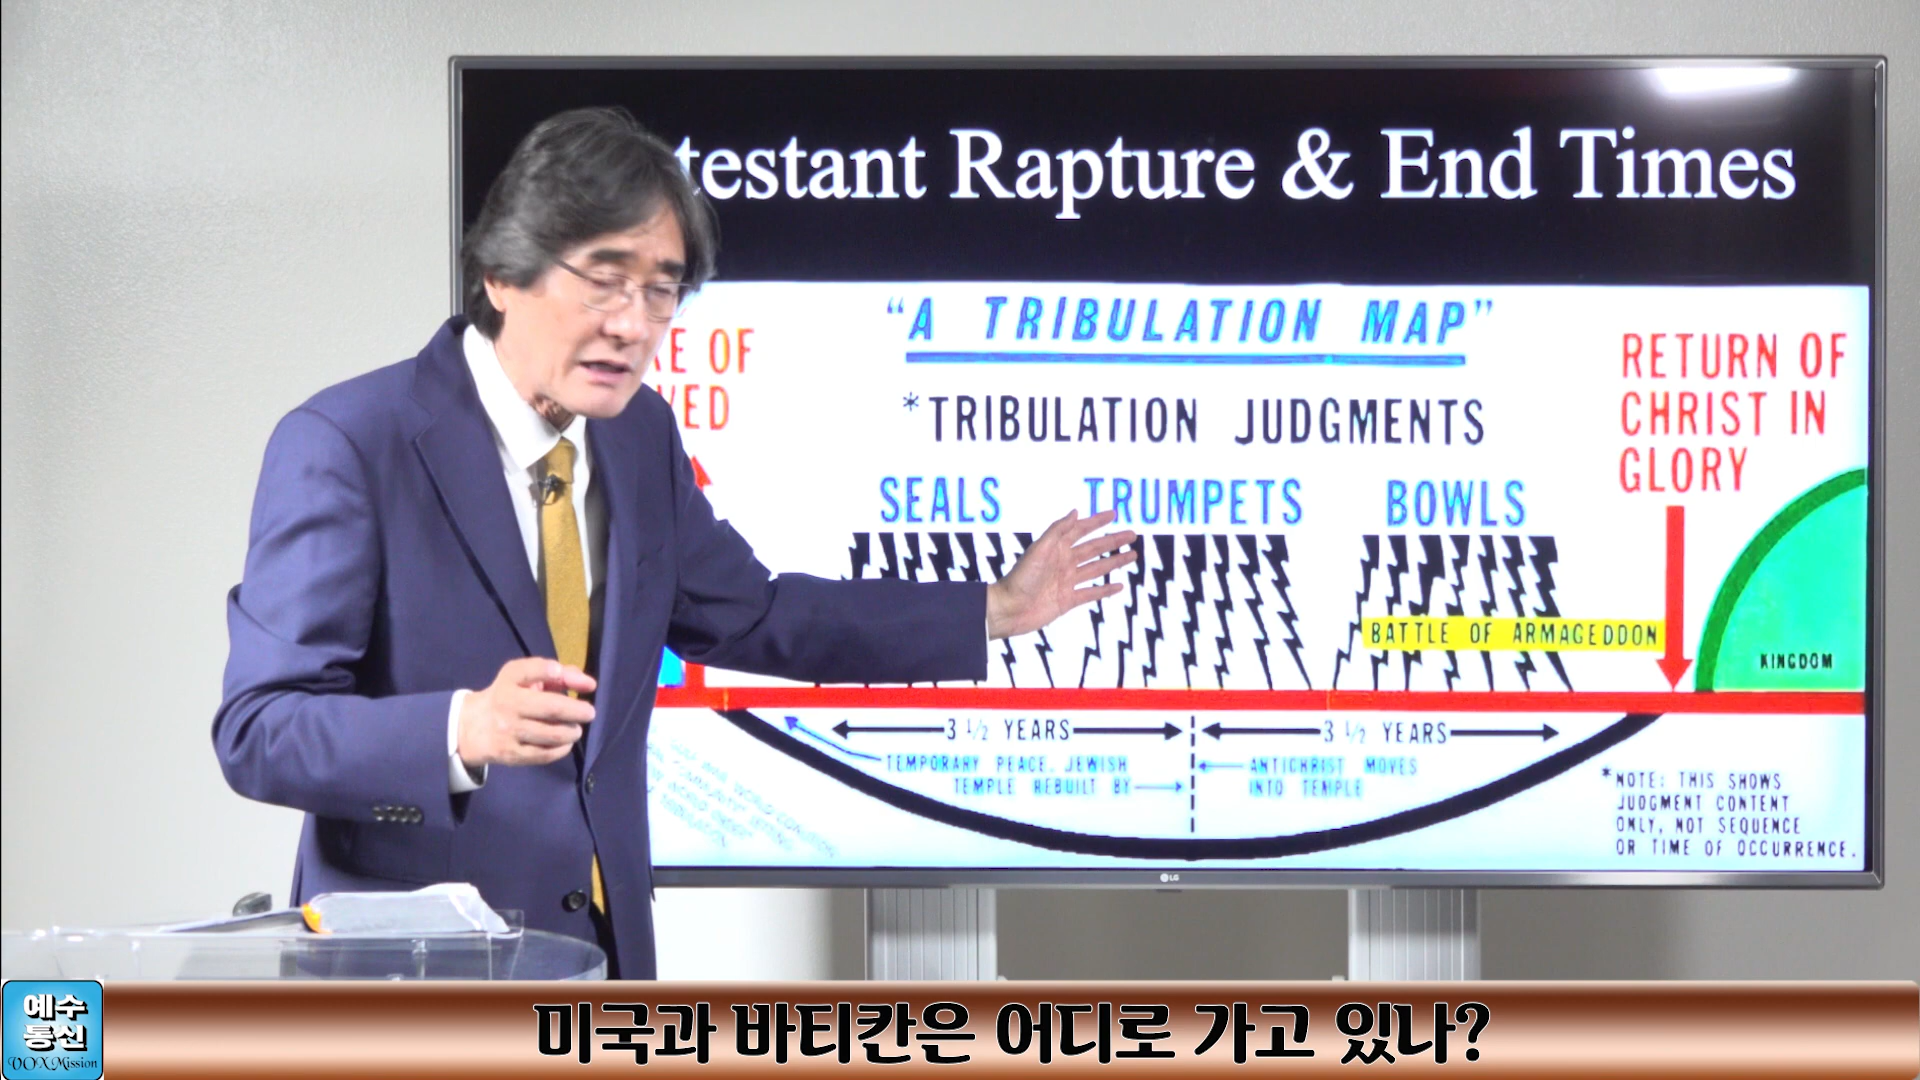 testant Rapture & End Times
"A TRIBULATION MAP"
*TRIBULATION JUDGMENTS
RE OF
VED
SEALS TRUMPETS BOWLS
RETURN OF
CHRIST IN
GLORY
BATTLE OF ARMAGEDDON
KINGDOM
3 1/2 YEARS
3 1/2 YEARS
TEMPORARY PEACE. JEWISH
TEMPLE REBUILT BY
ANTICHRIST MOVES
INTO TEMPLE
*NOTE: THIS SHOWS
JUDGMENT CONTENT
ONLY, NOT SEQUENCE
OR TIME OF OCCURRENCE.
LG
예수
통신
VOX Mission
미국과 바티칸은 어디로 가고 있나?